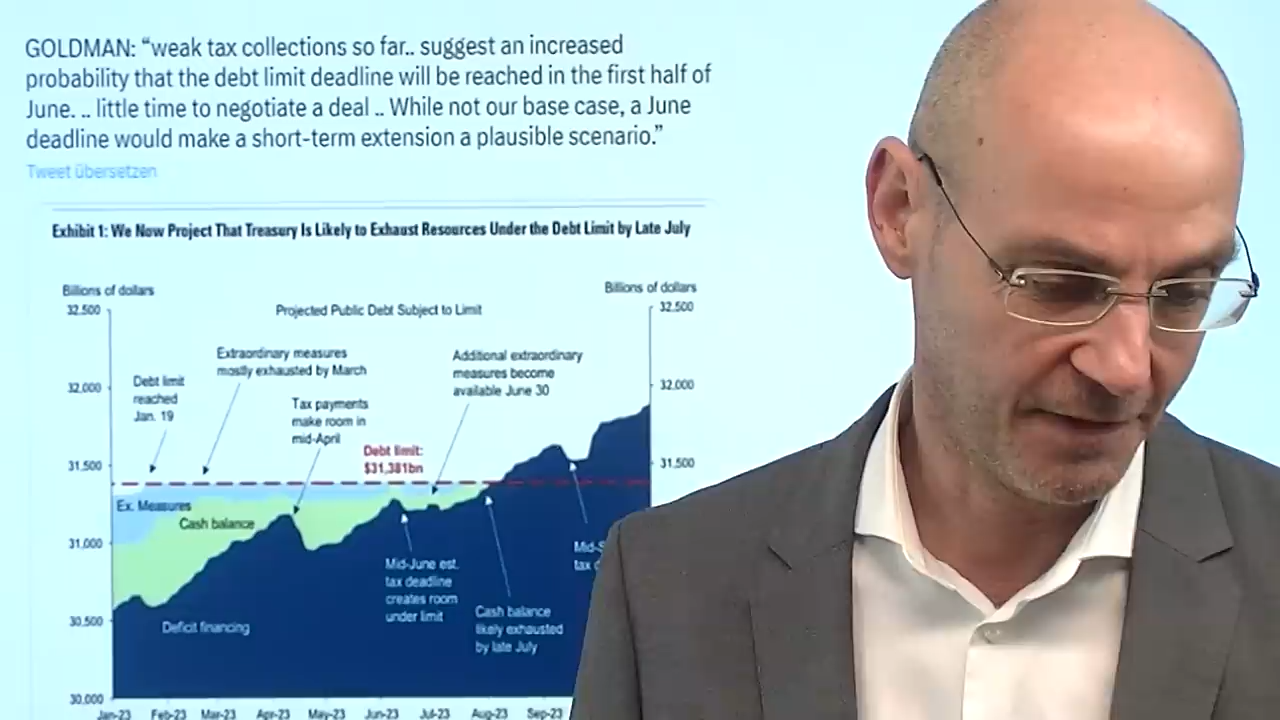 GOLDMAN: “weak tax collections so far.. suggest an increased
probability that the debt limit deadline will be reached in the first half of
June. .. little time to negotiate a deal .. While not our base case, a June
deadline would make a short-term extension a plausible scenario.”
Tweet übersetzen
Exhibit 1: We Now Project That Treasury Is Likely to Exhaust Resources Under the Debt Limit by Late July
Billions of dollars
Billions of dollars
32,500
Projected Public Debt Subject to Limit
32,500
Extraordinary measures
mostly exhausted by March
Additional extraordinary
measures become
available June 30
Debt limit
reached
Jan. 19
32,000
32,000
Tax payments
make room in
mid-April
Debt limit:
$31,381bn
31,500
31,500
Ex. Measures
Cash balance
31,000
Mid-June est.
tax deadline
creates room
under limit
Mid-S
tax
Cash balance
likely exhausted
by late July
30,500
Deficit financing
30,000
Jan-23 Feb-23 Mar-23 Apr-23 May-23 Jun-23 Jul-23 Aug-23 Sep-23